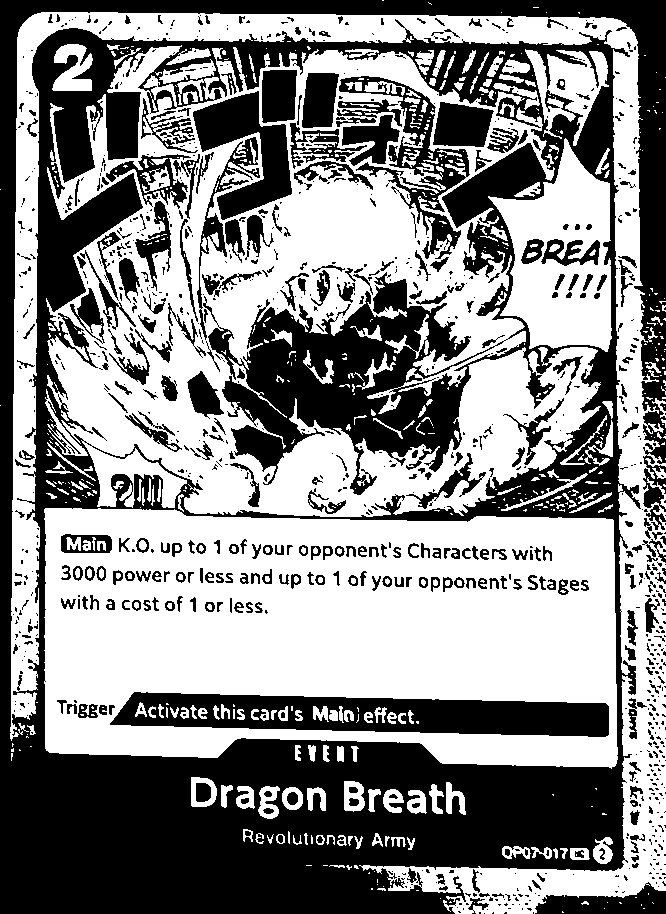 2
...
BREAT
!!!!
?!!!
Main K.O. up to 1 of your opponent's Characters with
3000 power or less and up to 1 of your opponent's Stages
with a cost of 1 or less.
Trigger Activate this card's Main effect.
EVENT
Dragon Breath
Revolutionary Army
OP07-017 2